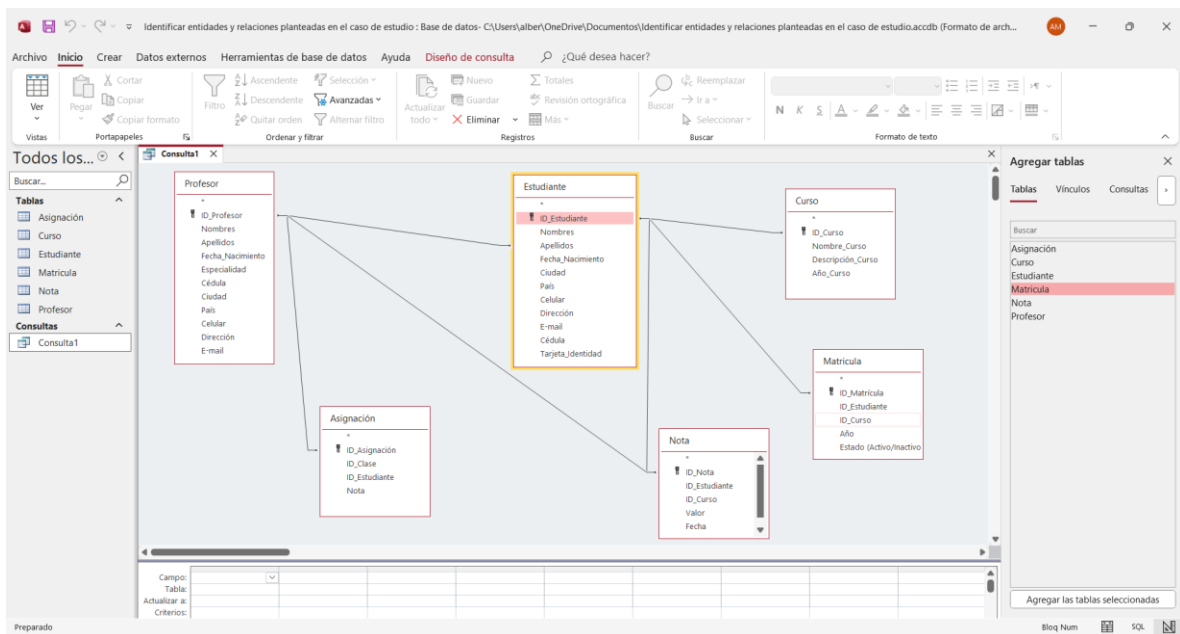 Identificar entidades y relaciones planteadas en el caso de estudio : Base de datos- C:\Users\alber\OneDrive\Documentos\Identificar entidades y relaciones planteadas en el caso de estudio.accdb (Formato de arch...
AM
Archivo Inicio Crear Datos externos Herramientas de base de datos Ayuda Diseño de consulta ¿Qué desea hacer?
Ver
Pegar
Cortar
Copiar
Copiar formato
Filtro
Ascendente
Descendente
Quitar orden
Selección
Avanzadas
Alternar filtro
Actualizar
todo
Nuevo
Guardar
Eliminar
Totales
Revisión ortográfica
Más
Buscar
Reemplazar
Ir a
Seleccionar
N K S A
Vistas Portapapeles Ordenar y filtrar Registros Buscar Formato de texto
Todos los...
Buscar...
Tablas
Asignación
Curso
Estudiante
Matricula
Nota
Profesor
Consultas
Consulta1
Consulta1
Profesor
*
ID_Profesor
Nombres
Apellidos
Fecha_Nacimiento
Especialidad
Cédula
Ciudad
País
Celular
Dirección
E-mail
Estudiante
*
ID_Estudiante
Nombres
Apellidos
Fecha_Nacimiento
Ciudad
País
Celular
Dirección
E-mail
Cédula
Tarjeta_Identidad
Curso
*
ID_Curso
Nombre_Curso
Descripción_Curso
Año_Curso
Matricula
*
ID_Matrícula
ID_Estudiante
ID_Curso
Año
Estado (Activo/Inactivo
Asignación
*
ID_Asignación
ID_Clase
ID_Estudiante
Nota
Nota
*
ID_Nota
ID_Estudiante
ID_Curso
Valor
Fecha
Campo:
Tabla:
Actualizar a:
Criterios:
Agregar tablas
Tablas Vínculos Consultas
Buscar
Asignación
Curso
Estudiante
Matricula
Nota
Profesor
Agregar las tablas seleccionadas
Preparado
Bloq Num
SQL